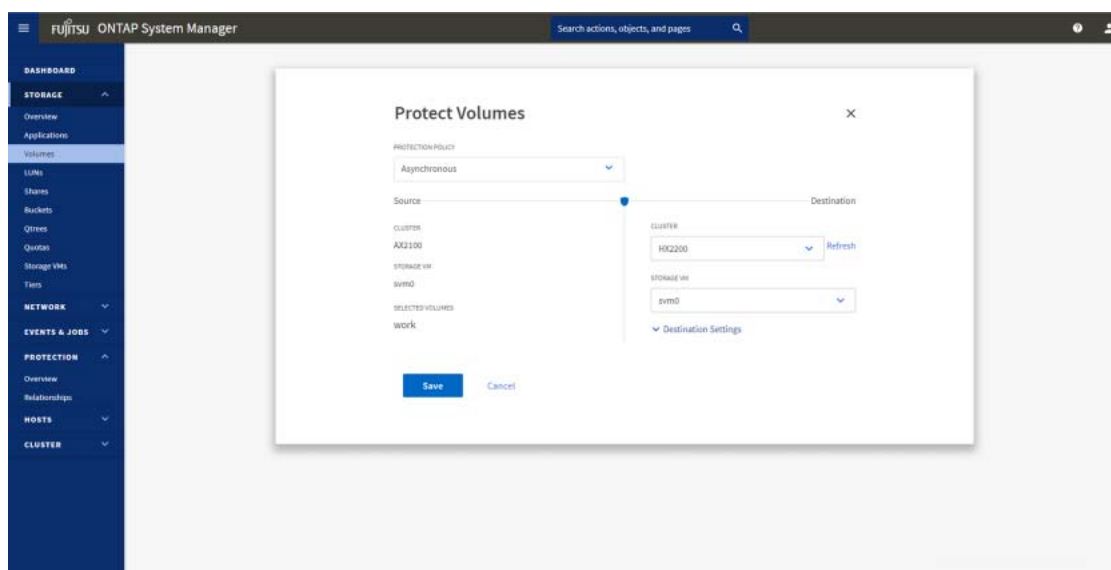 FUJITSU ONTAP System Manager
Search actions, objects, and pages
DASHBOARD
STORAGE
Overview
Applications
Volumes
LUNs
Shares
Buckets
Qtrees
Quotas
Storage VMs
Tiers
NETWORK
EVENTS & JOBS
PROTECTION
Overview
Relationships
HOSTS
CLUSTER
Protect Volumes
PROTECTION POLICY
Asynchronous
Source
Destination
CLUSTER
AX2100
STORAGE VM
svm0
SELECTED VOLUMES
work
CLUSTER
HX2200
Refresh
STORAGE VM
svm0
Destination Settings
Save
Cancel